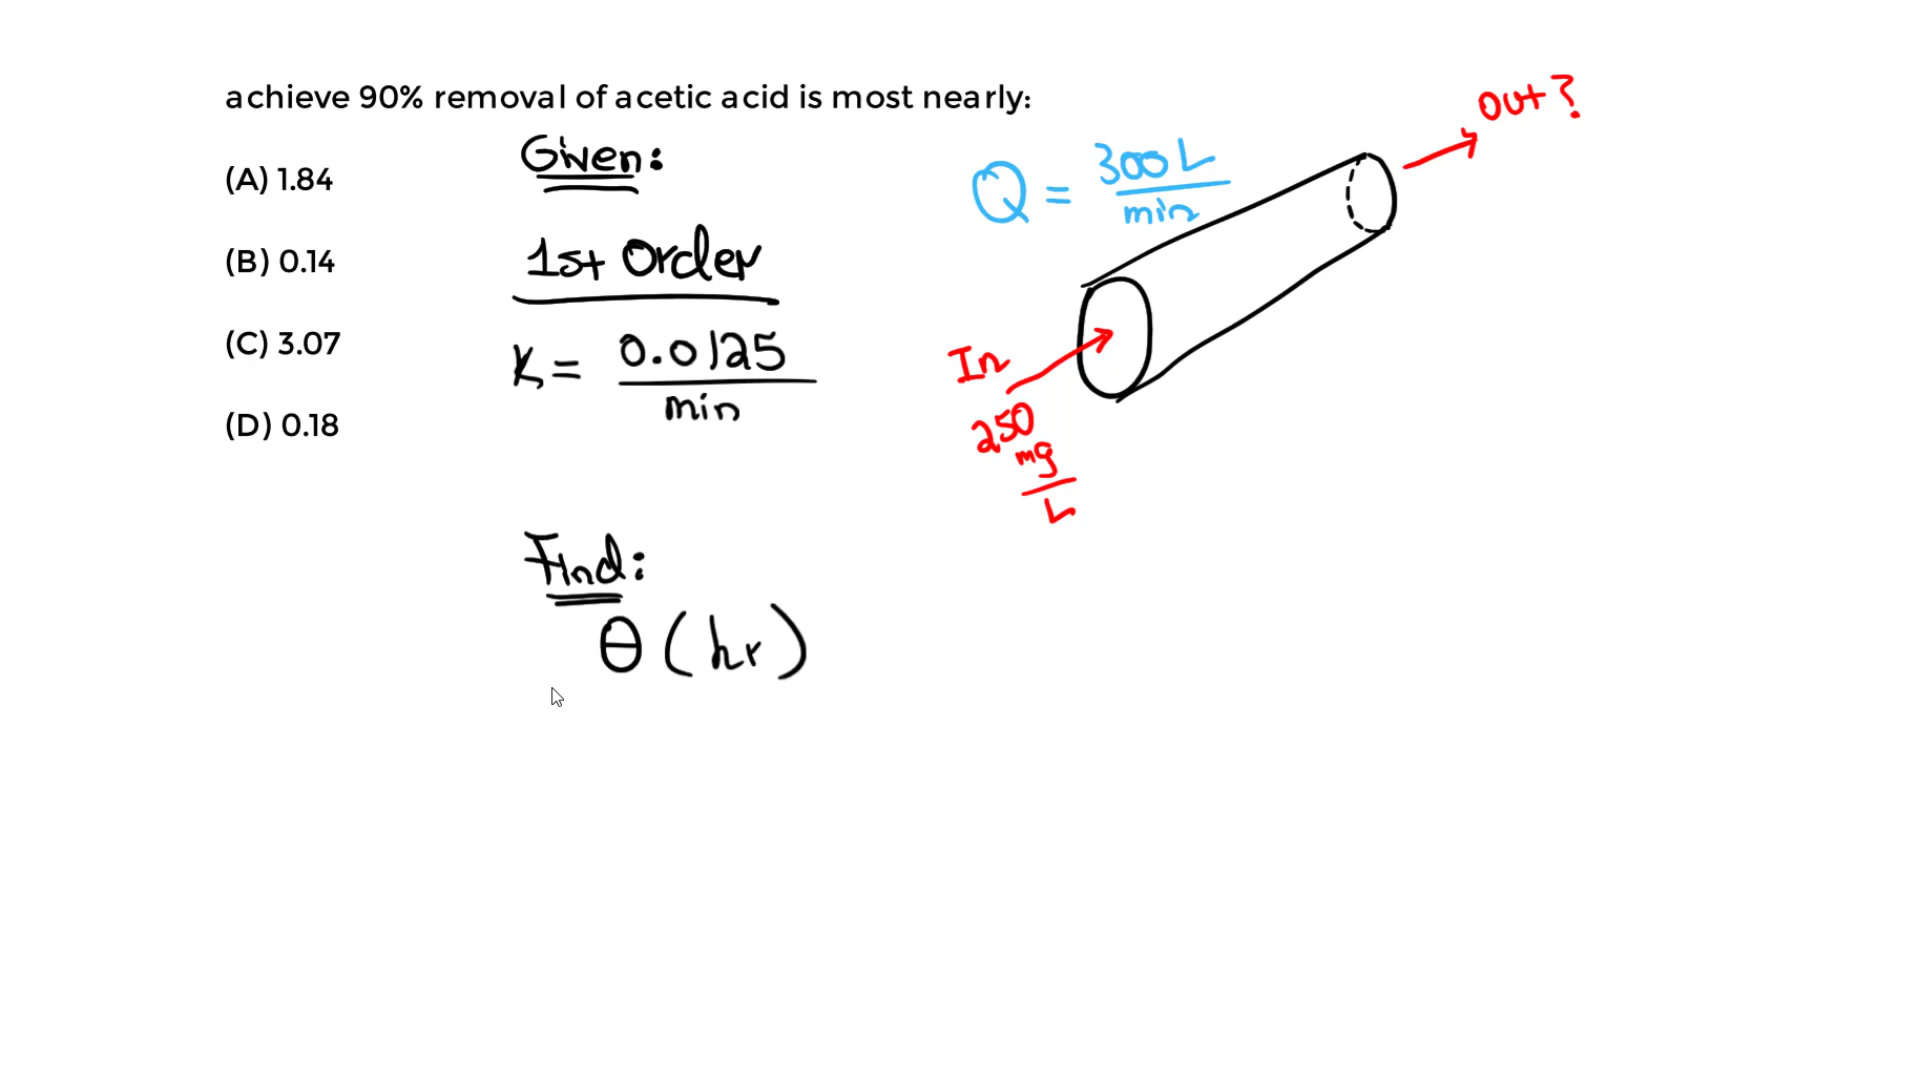 achieve 90% removal of acetic acid is most nearly:
(A) 1.84
(B) 0.14
(C) 3.07
(D) 0.18
Given:
1st Order
K = 0.0125
min
Find:
θ (hr)
Q = 300 L
min
In
250
mg
L
out?